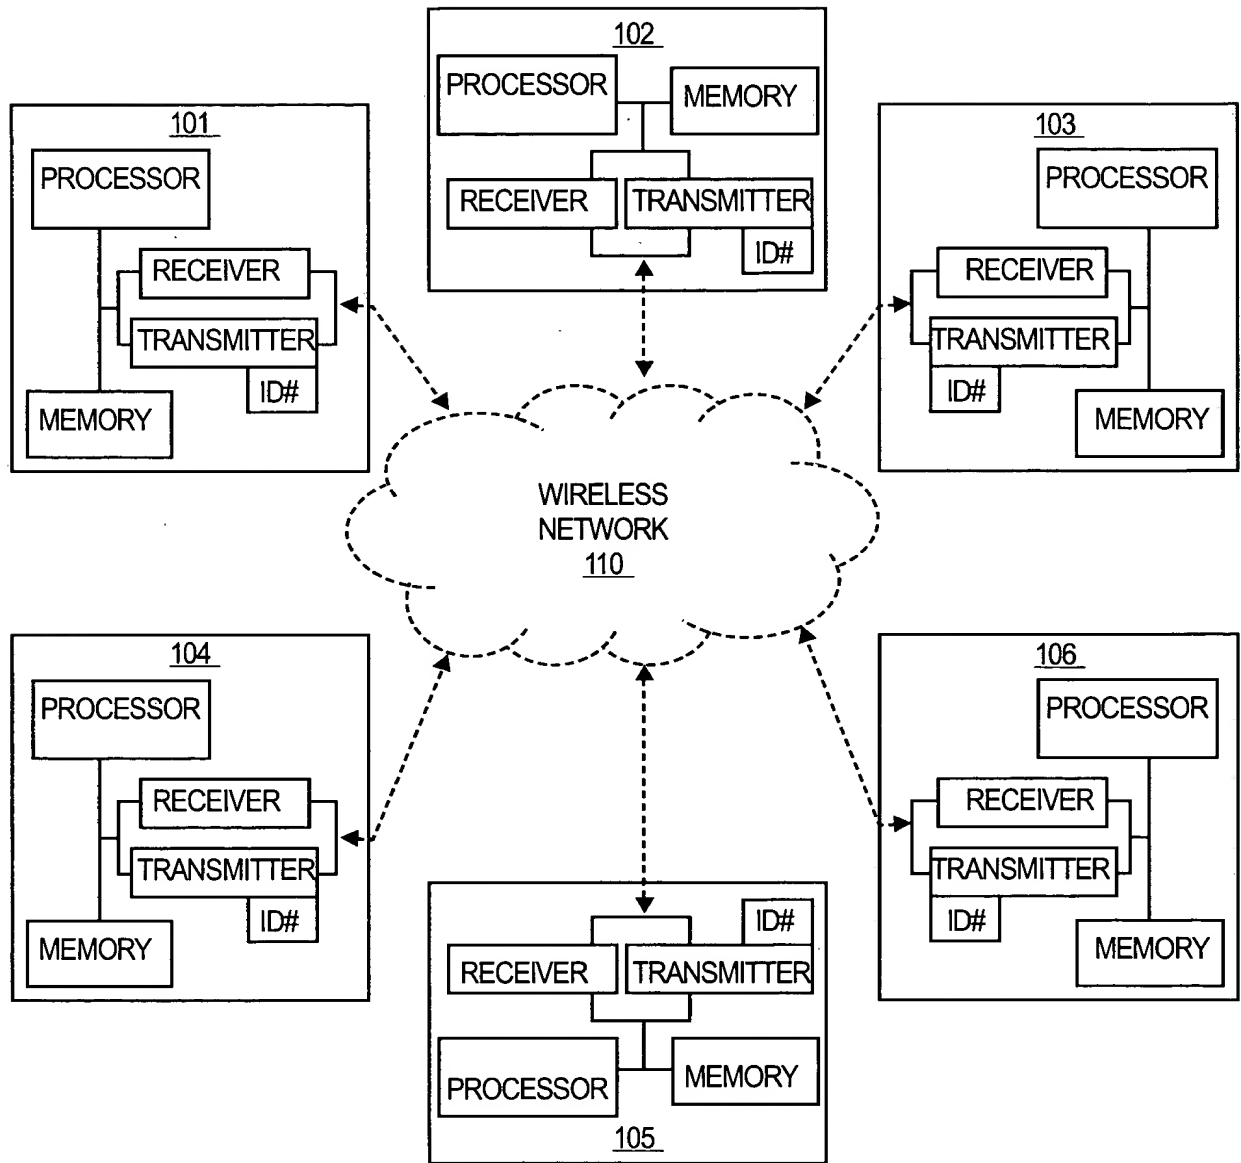 102
PROCESSOR
MEMORY
RECEIVER
TRANSMITTER
ID#
101
PROCESSOR
RECEIVER
TRANSMITTER
ID#
MEMORY
103
PROCESSOR
RECEIVER
TRANSMITTER
ID#
MEMORY
WIRELESS
NETWORK
110
104
PROCESSOR
RECEIVER
TRANSMITTER
ID#
MEMORY
106
PROCESSOR
RECEIVER
TRANSMITTER
ID#
MEMORY
ID#
RECEIVER
TRANSMITTER
PROCESSOR
MEMORY
105